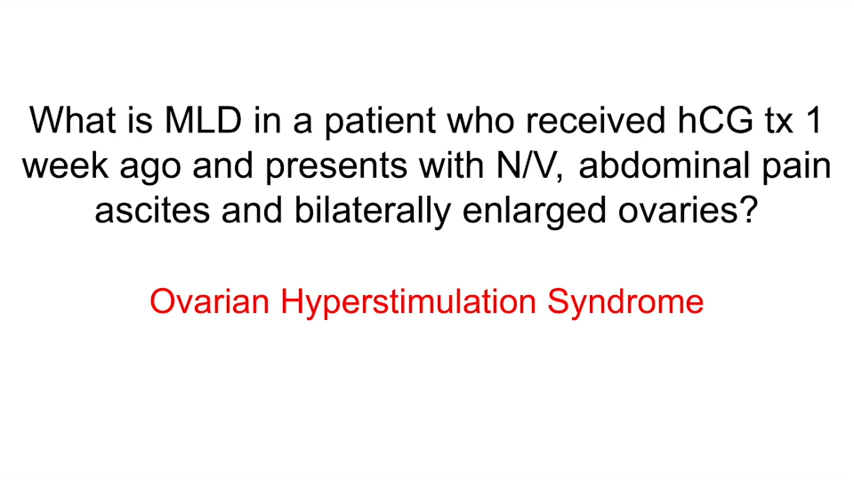 What is MLD in a patient who received hCG tx 1
week ago and presents with N/V, abdominal pain
ascites and bilaterally enlarged ovaries?
Ovarian Hyperstimulation Syndrome